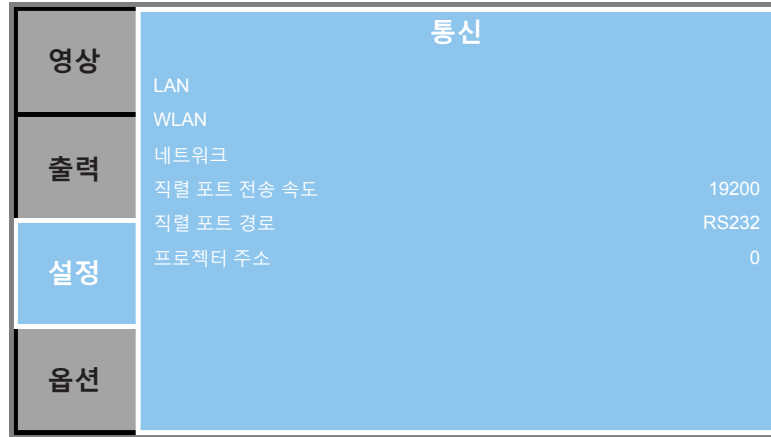 영상
출력
설정
옵션
통신
LAN
WLAN
네트워크
직렬 포트 전송 속도 19200
직렬 포트 경로 RS232
프로젝터 주소 0